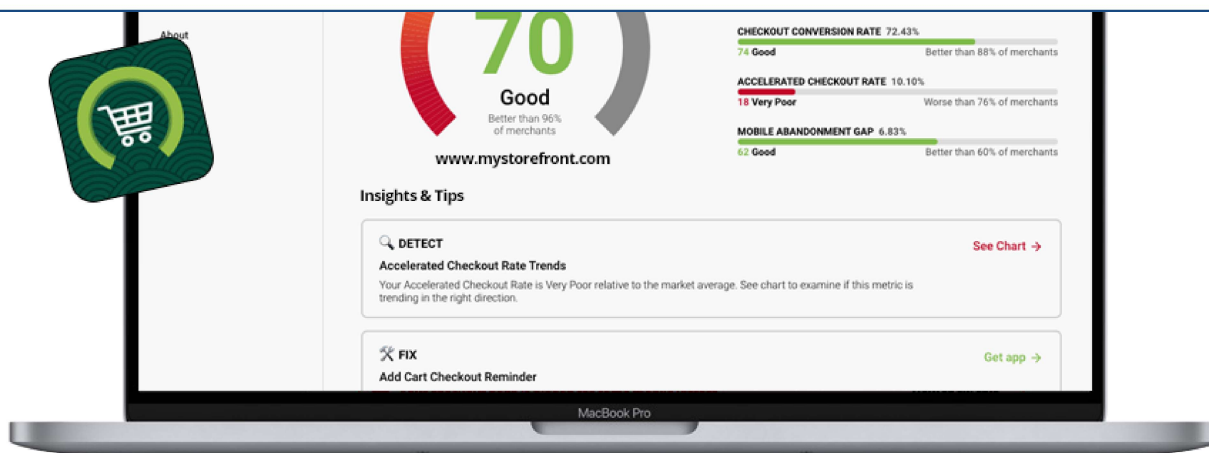 About
70
Good
Better than 96%
of merchants
www.mystorefront.com
CHECKOUT CONVERSION RATE 72.43%
74 Good Better than 88% of merchants
ACCELERATED CHECKOUT RATE 10.10%
18 Very Poor Worse than 76% of merchants
MOBILE ABANDONMENT GAP 6.83%
62 Good Better than 60% of merchants
Insights & Tips
DETECT See Chart →
Accelerated Checkout Rate Trends
Your Accelerated Checkout Rate is Very Poor relative to the market average. See chart to examine if this metric is
trending in the right direction.
FIX Get app →
Add Cart Checkout Reminder
MacBook Pro